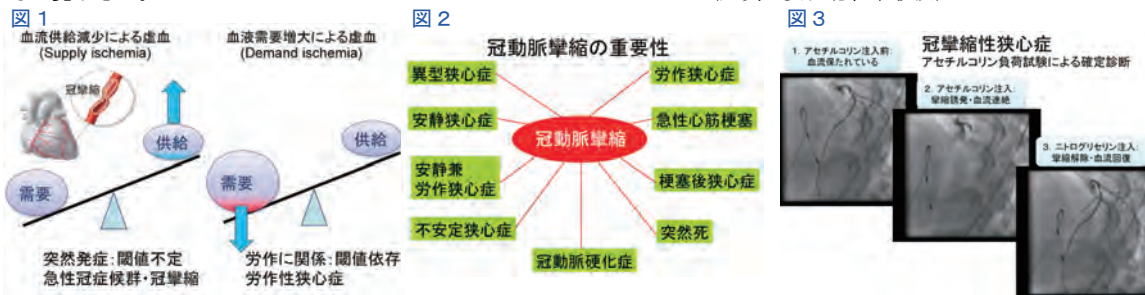 図1
血流供給減少による虚血
(Supply ischemia)
冠攣縮
供給
需要
突然発症：閾値不定
急性冠症候群・冠攣縮
血液需要増大による虚血
(Demand ischemia)
供給
需要
労作に関係：閾値依存
労作性狭心症
図2
冠動脈攣縮の重要性
異型狭心症
労作狭心症
安静狭心症
急性心筋梗塞
冠動脈攣縮
安静兼
労作狭心症
梗塞後狭心症
不安定狭心症
突然死
冠動脈硬化症
図3
冠攣縮性狭心症
アセチルコリン負荷試験による確定診断
1. アセチルコリン注入前：
血流保たれている
2. アセチルコリン注入：
攣縮誘発・血流途絶
3. ニトログリセリン注入：
攣縮解除・血流回復